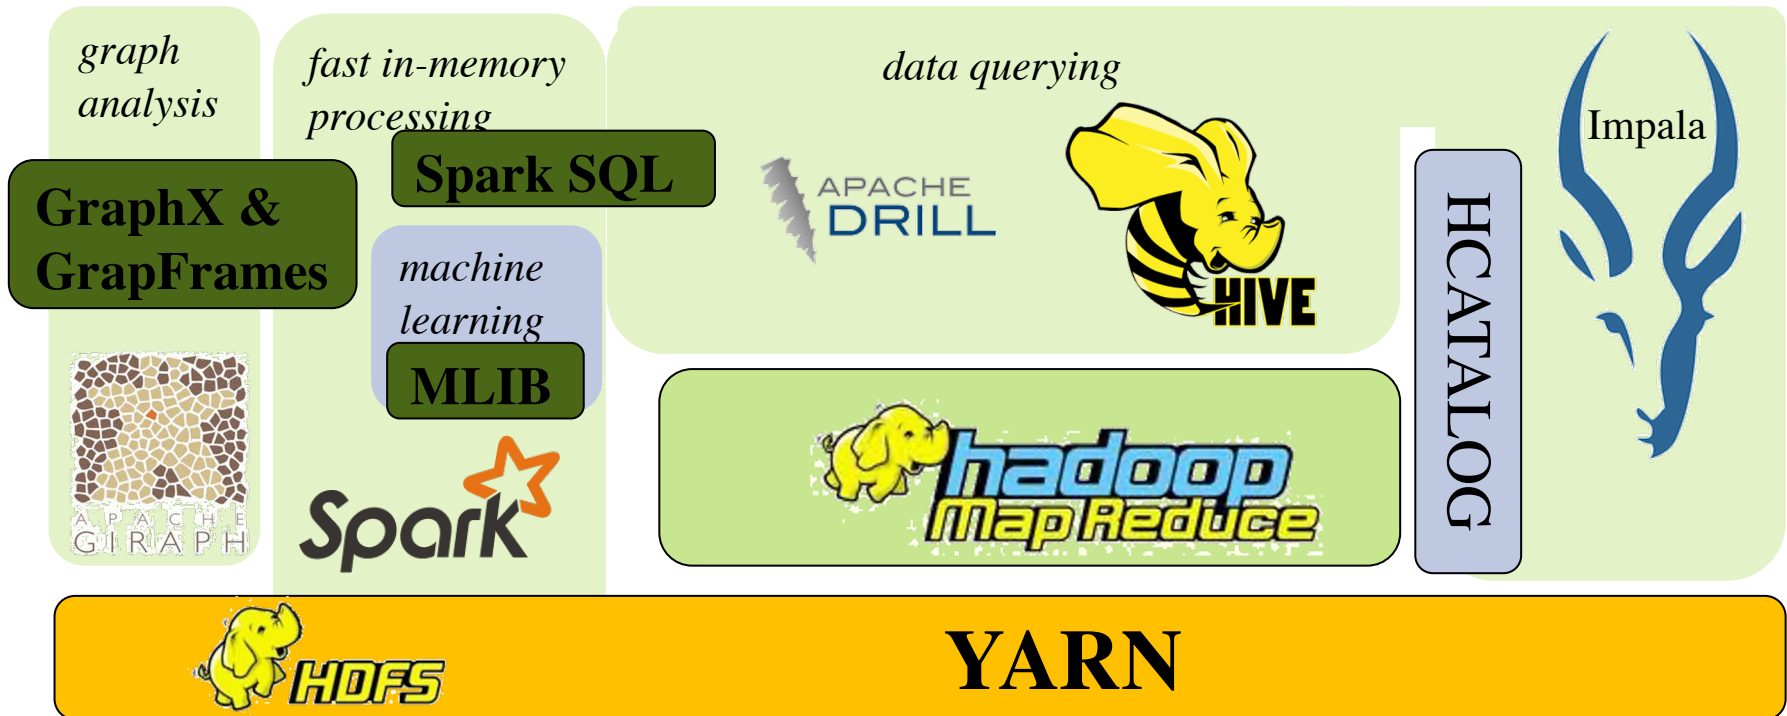 graph
analysis
fast in-memory
processing
data querying
Impala
Spark SQL
APACHE
DRILL
GraphX &
GrapFrames
HIVE
HCATALOG
machine
learning
MLIB
hadoop
Map Reduce
Spark
APACHE
GIRAPH
HDFS
YARN